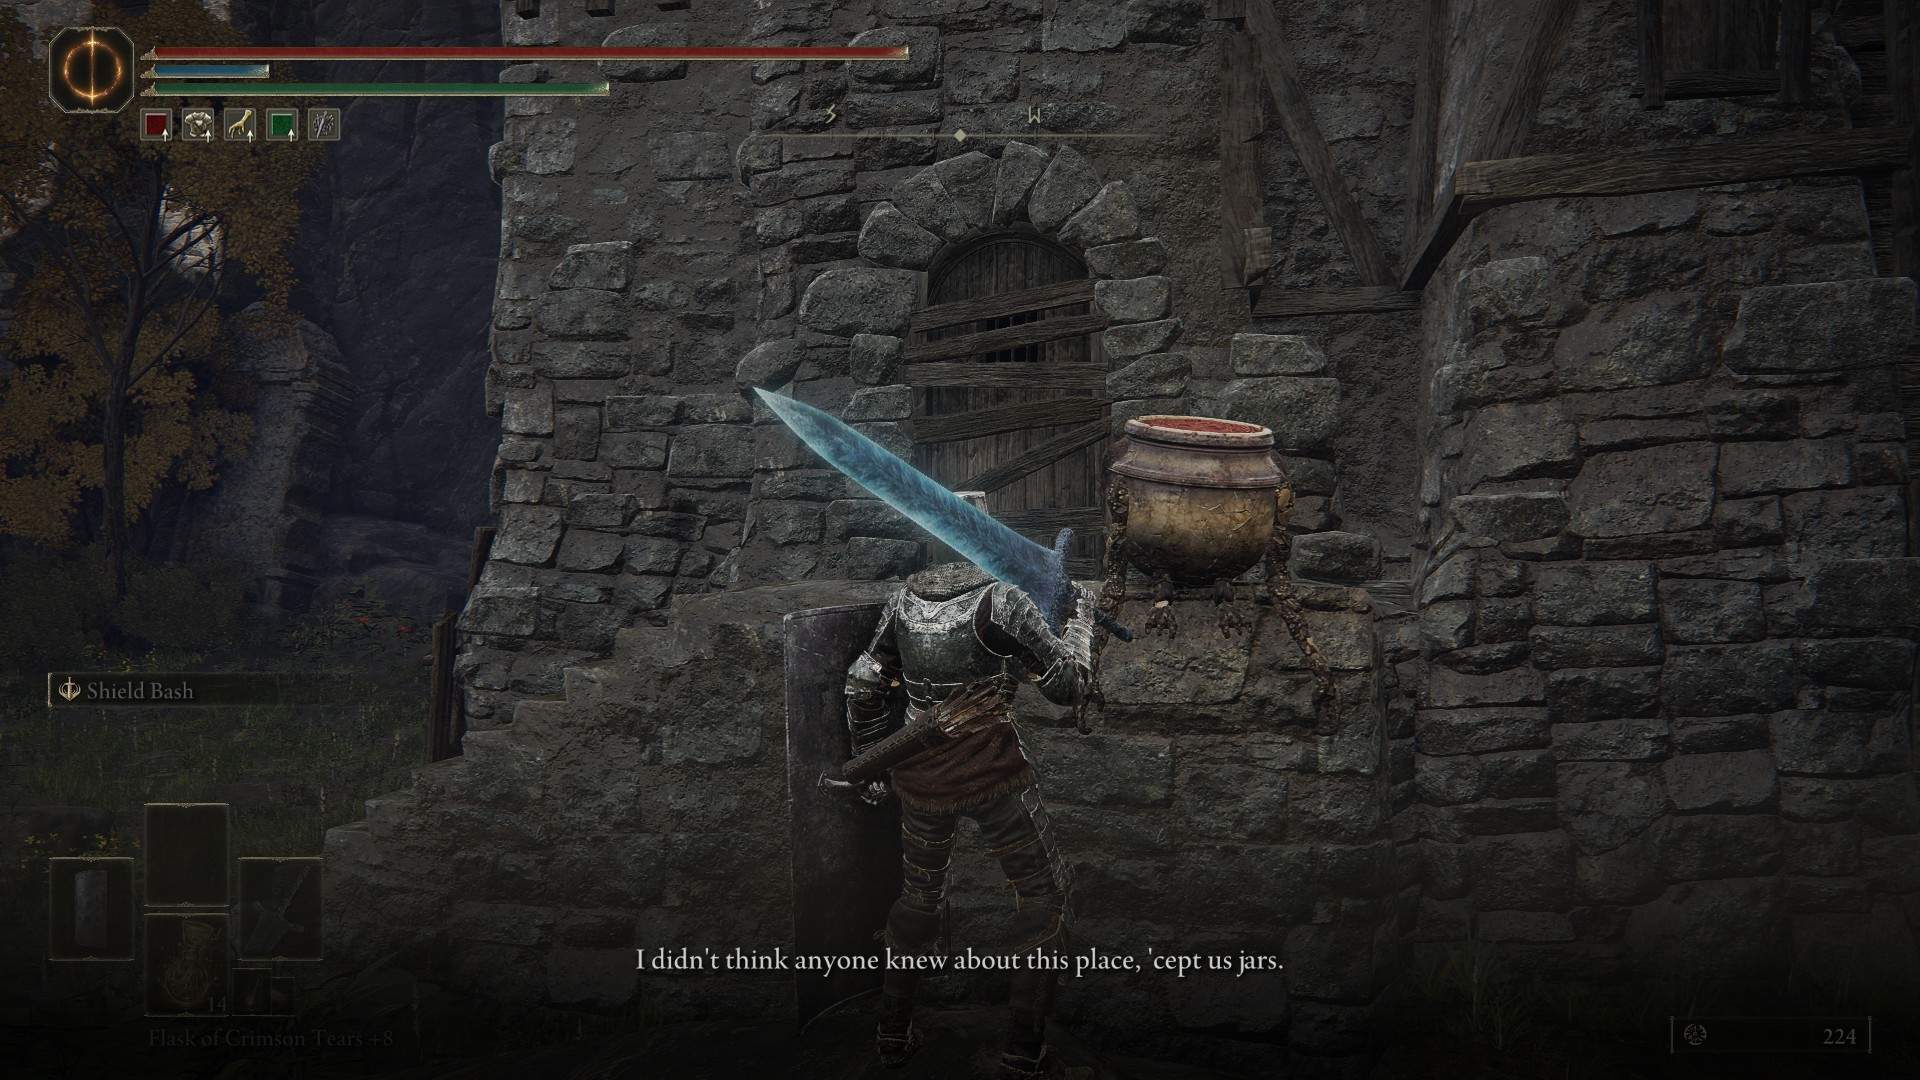 S
W
Shield Bash
I didn't think anyone knew about this place, 'cept us jars.
14
Flask of Crimson Tears +8
224